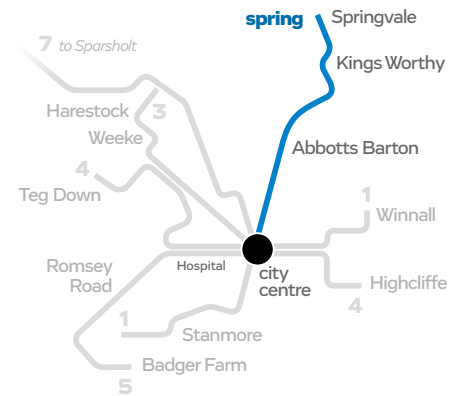 spring Springvale
7 to Sparsholt
Kings Worthy
Harestock 3
Weeke
Abbotts Barton
4
Teg Down
1
Winnall
Hospital
Romsey
Road
city
centre
Highcliffe
4
1
Stanmore
Badger Farm
5